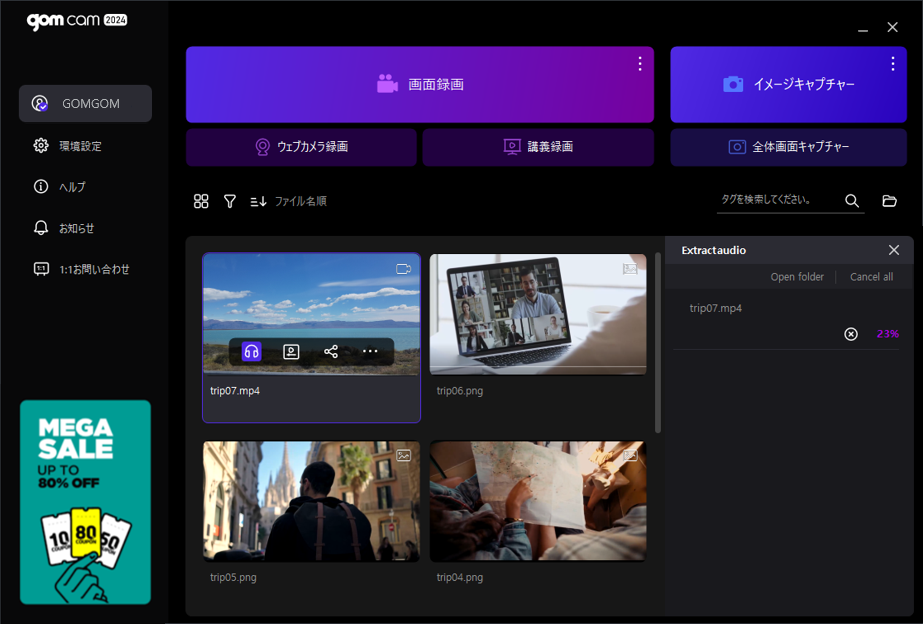 gom cam 2024
GOMGOM
環境設定
ヘルプ
お知らせ
1:1お問い合わせ
MEGA
SALE
UP TO
80% OFF
10
COUPON
80
COUPON
50
COUPON
画面録画
イメージキャプチャー
ウェブカメラ録画
講義録画
全体画面キャプチャー
ファイル名順
タグを検索してください。
trip07.mp4
trip06.png
trip05.png
trip04.png
Extractaudio
Open folder
Cancel all
trip07.mp4
23%